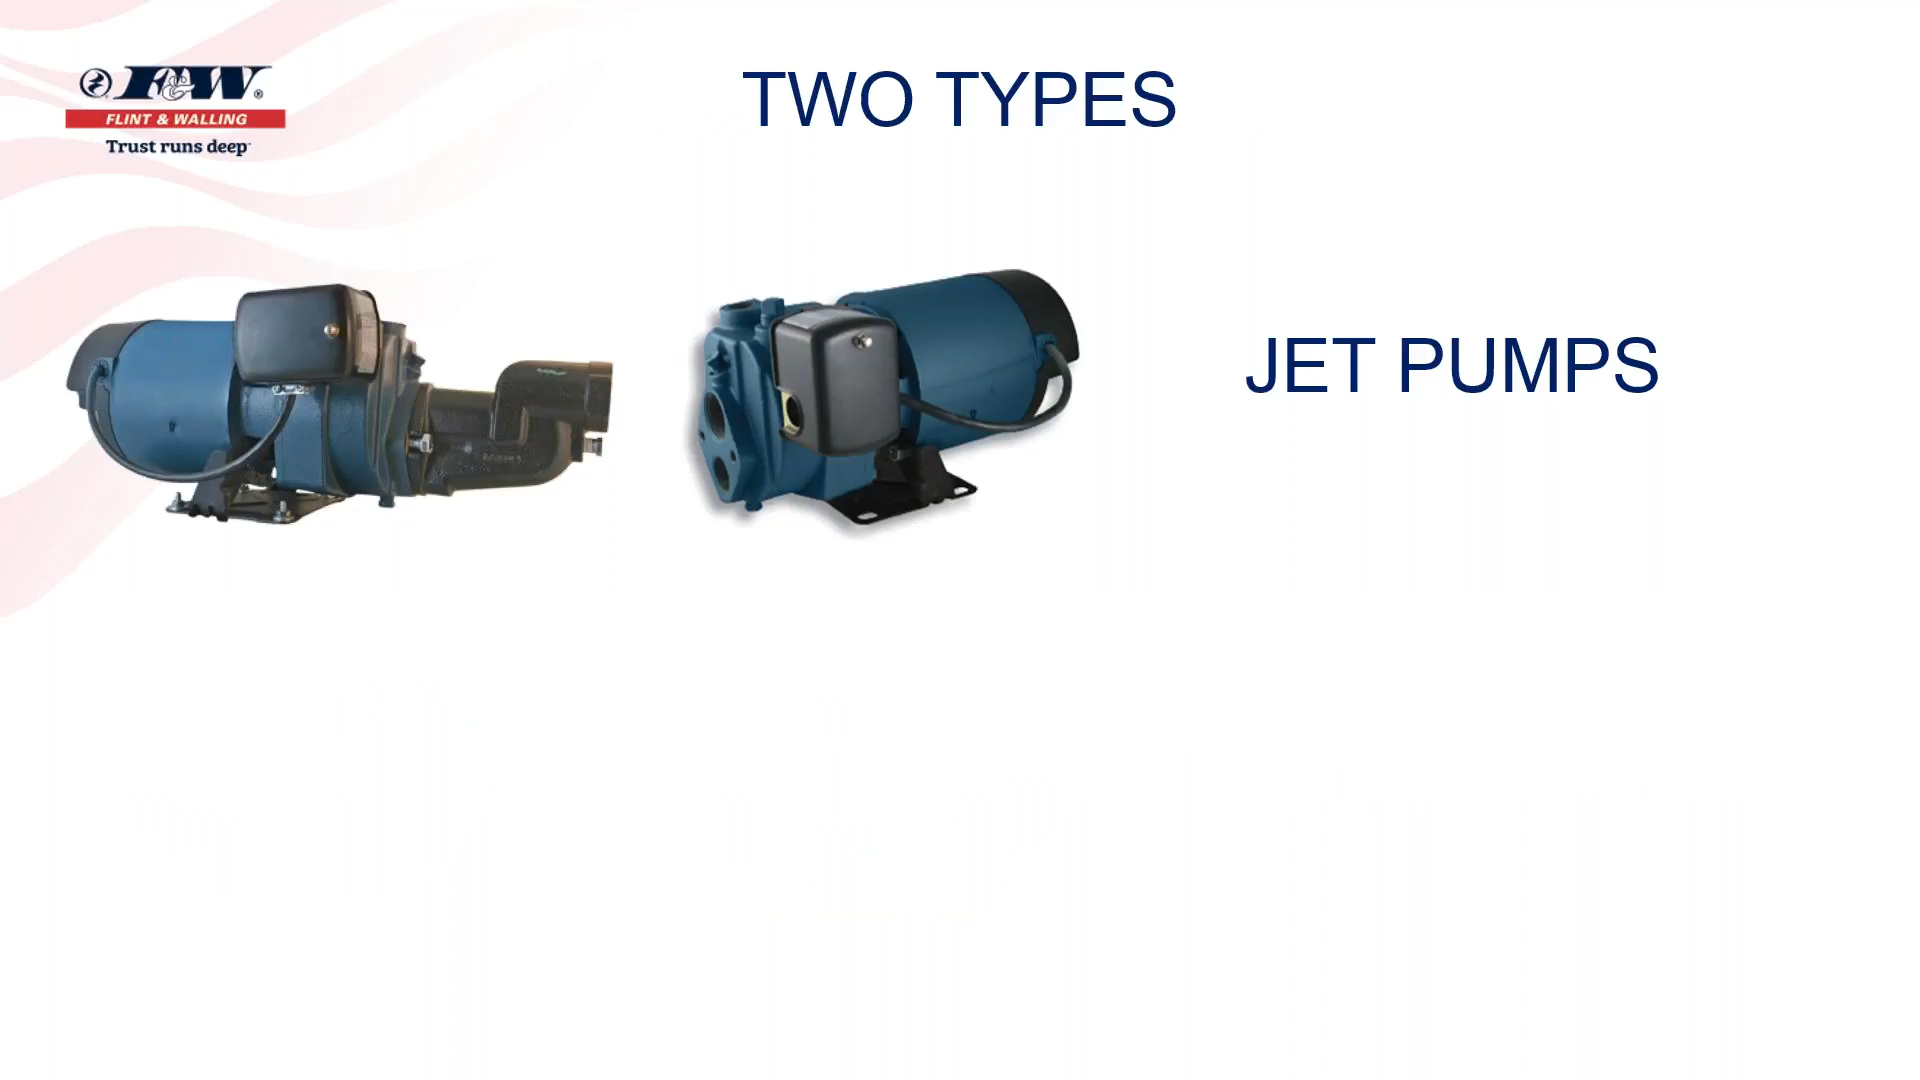 F&W®
FLINT & WALLING
Trust runs deep
TWO TYPES
JET PUMPS